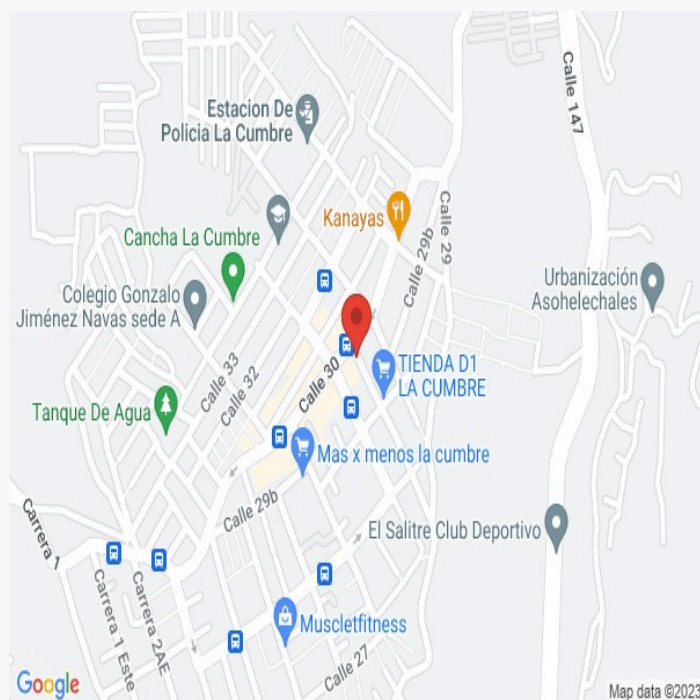 Calle 147
Estacion De
Policia La Cumbre
Kanayas
Calle 29
Calle 29b
Cancha La Cumbre
Urbanización
Asohelechales
Colegio Gonzalo
Jiménez Navas sede A
Calle 33
Calle 32
Calle 30
TIENDA D1
LA CUMBRE
Tanque De Agua
Mas x menos la cumbre
Calle 29b
Carrera 1
El Salitre Club Deportivo
Carrera 1 Este
Carrera 2AE
Muscletfitness
Calle 27
Google
Map data ©2023